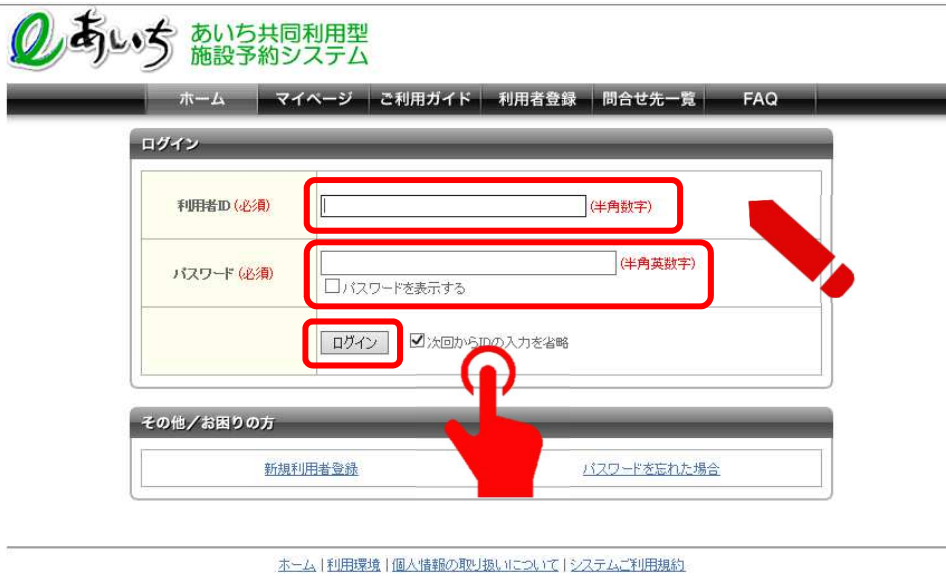 あいち あいち共同利用型
施設予約システム
ホーム マイページ ご利用ガイド 利用者登録 問合せ先一覧 FAQ
ログイン
利用者ID (必須) (半角数字)
パスワード (必須) (半角英数字)
パスワードを表示する
ログイン 次回からIDの入力を省略
その他／お困りの方
新規利用者登録 パスワードを忘れた場合
ホーム | 利用環境 | 個人情報の取り扱いについて | システムご利用規約